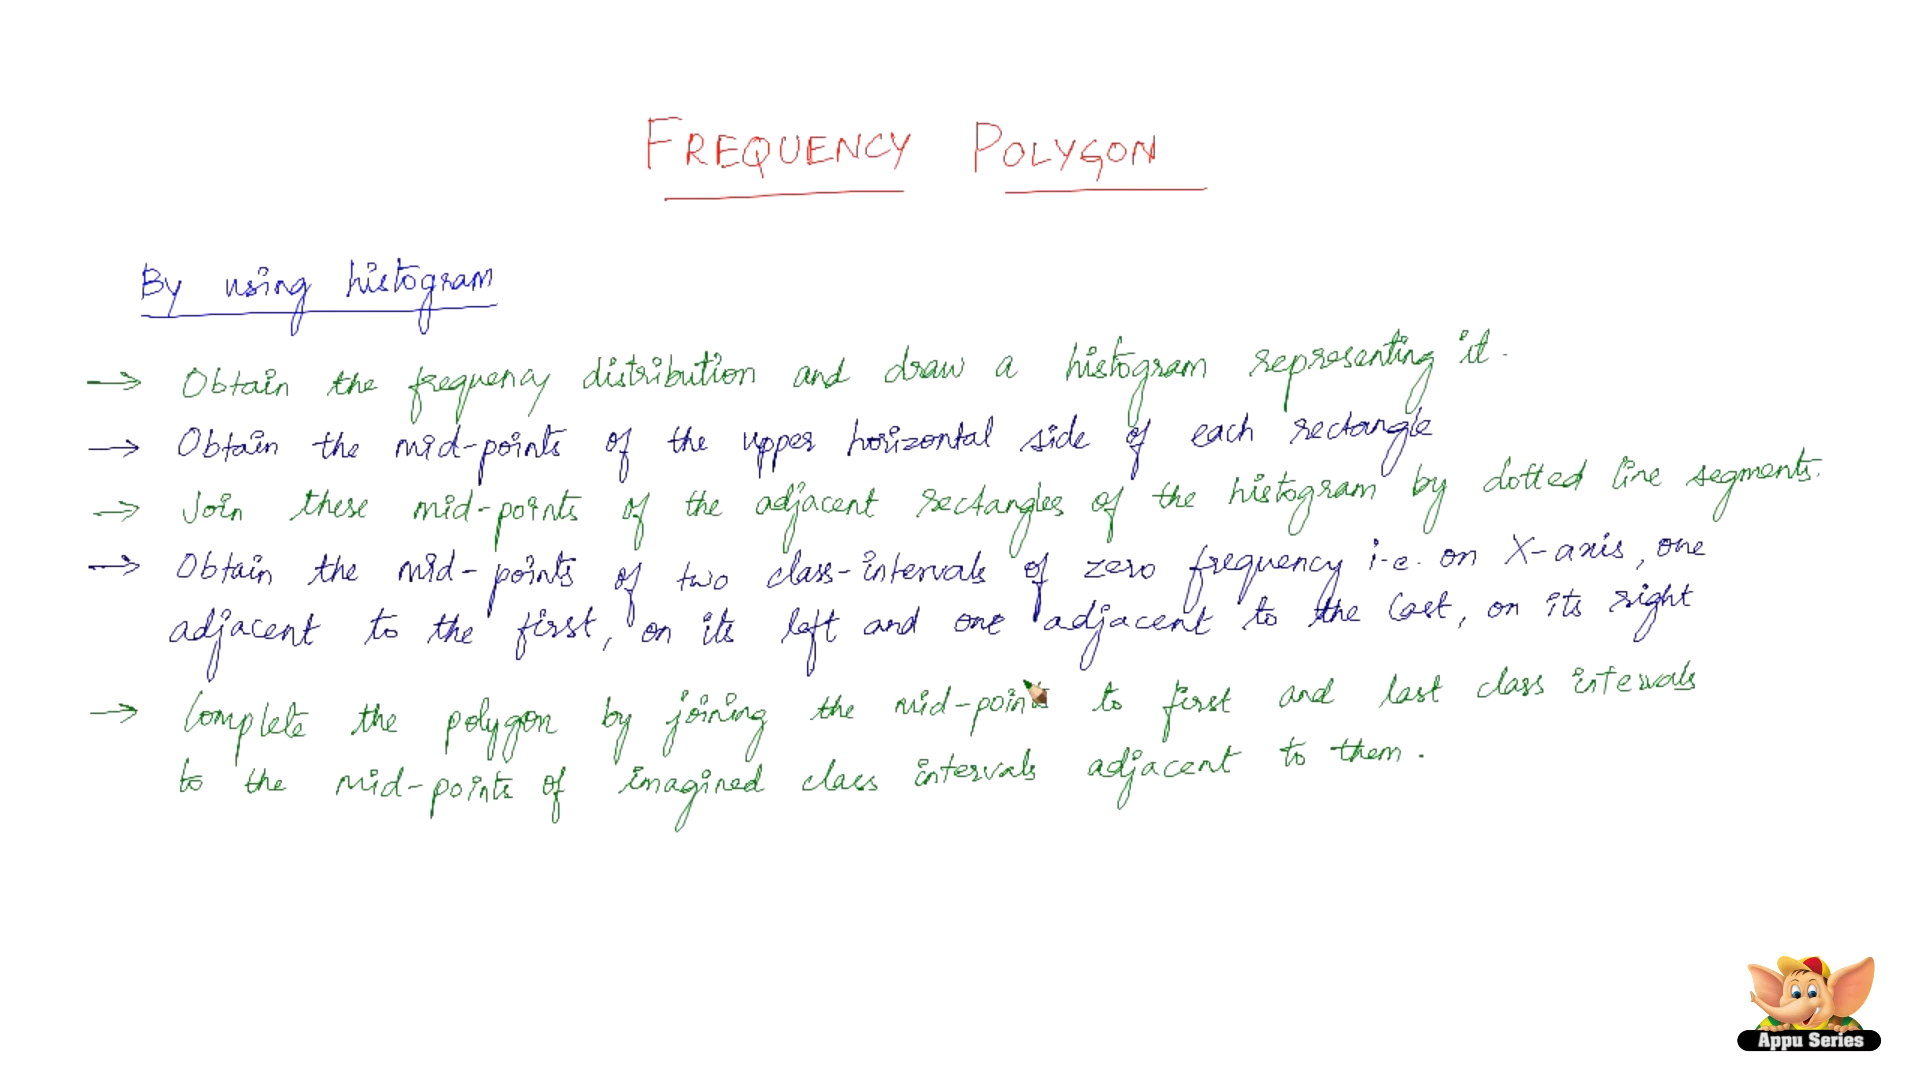 FREQUENCY POLYGON
By using histogram
→ Obtain the frequency distribution and draw a histogram representing it.
→ Obtain the mid-points of the upper horizontal side of each rectangle
→ Join these mid-points of the adjacent rectangles of the histogram by dotted line segments.
→ Obtain the mid-points of two class-intervals of zero frequency i.e. on X-axis, one
adjacent to the first, on its left and one adjacent to the last, on its right
→ Complete the polygon by joining the mid-points to first and last class intervals
to the mid-points of imagined class intervals adjacent to them.
Appu Series